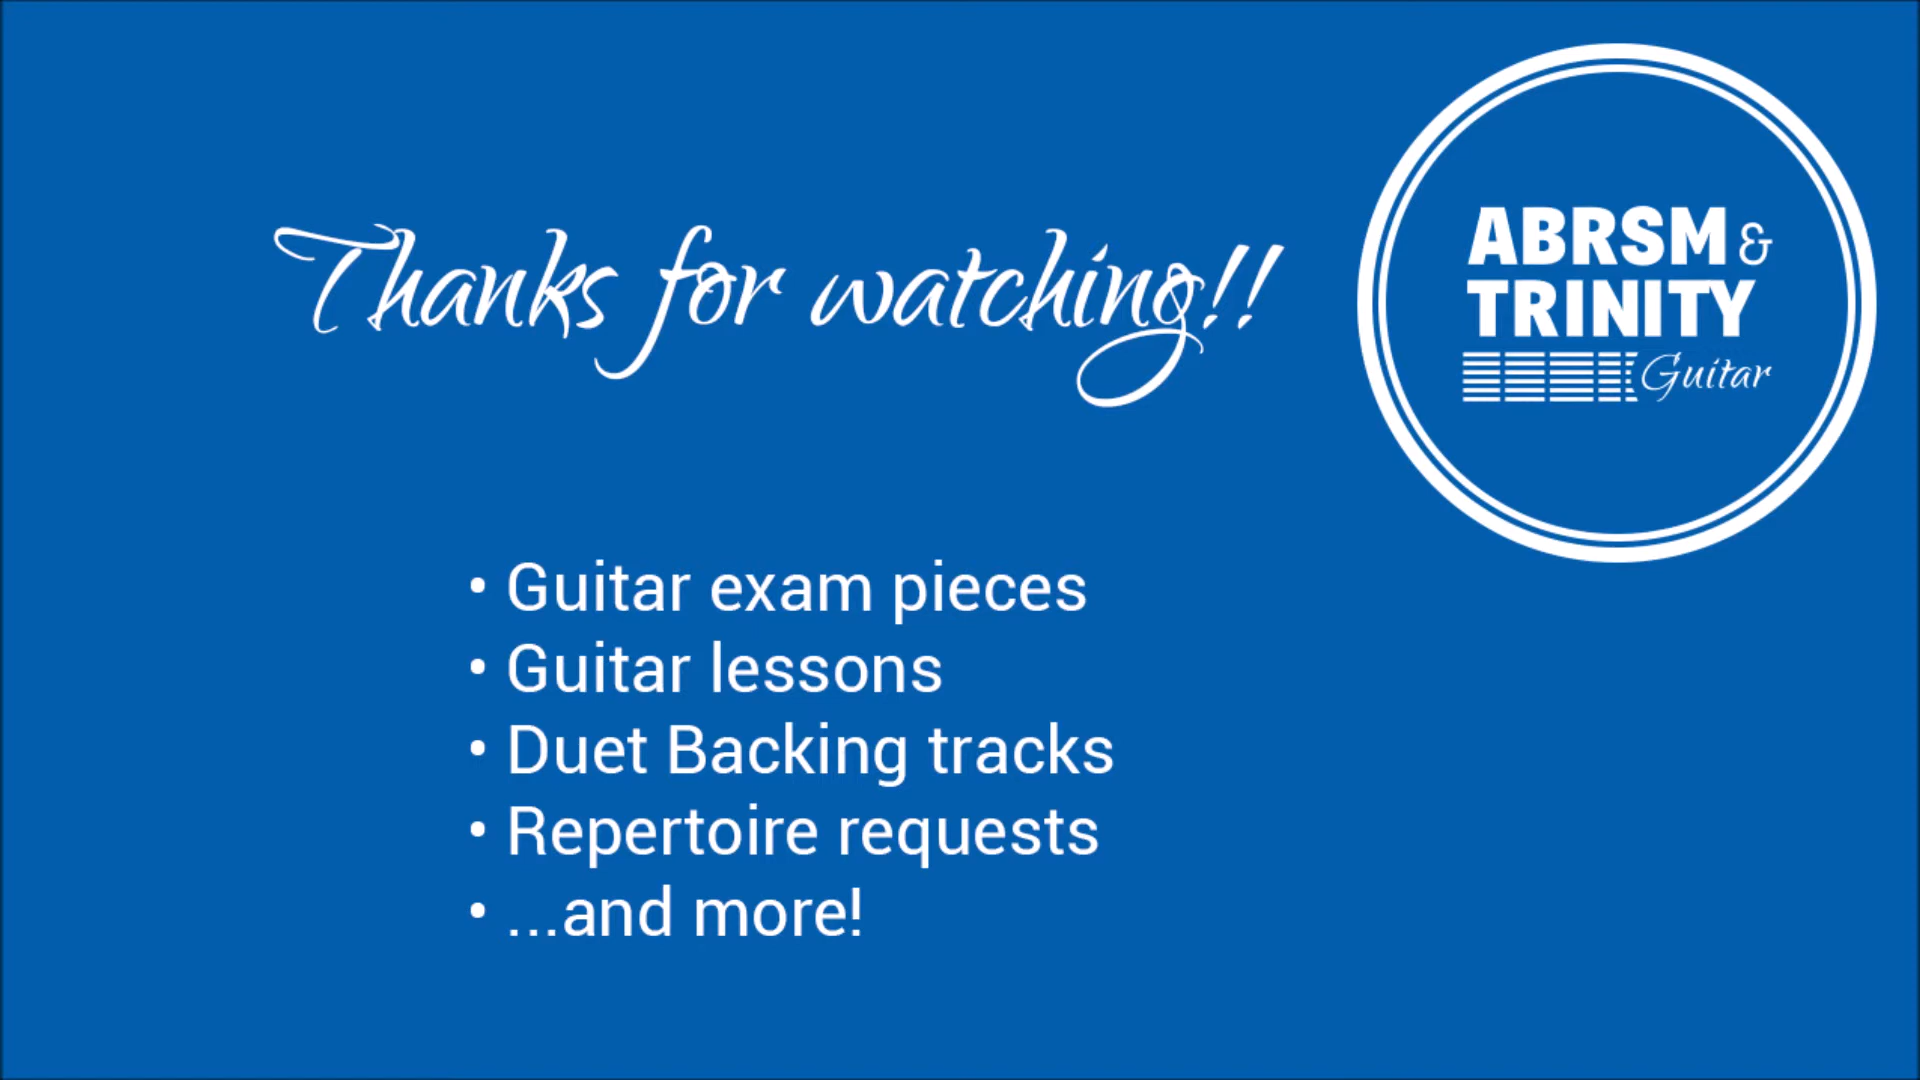 Thanks for watching!!
ABRSM &
TRINITY
Guitar
• Guitar exam pieces
• Guitar lessons
• Duet Backing tracks
• Repertoire requests
• ...and more!